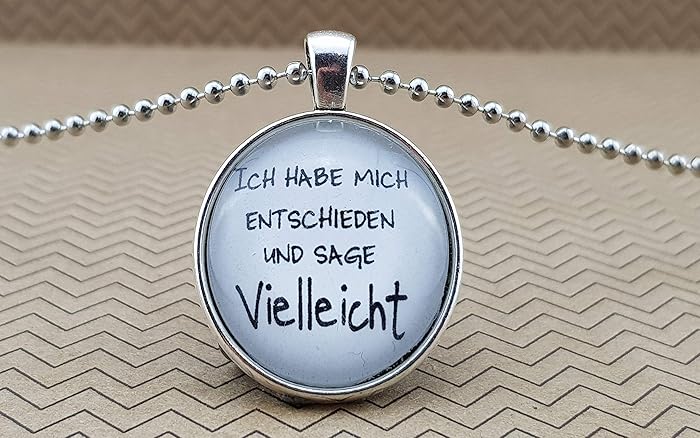 ICH HABE MICH
ENTSCHIEDEN
UND SAGE
Vielleicht